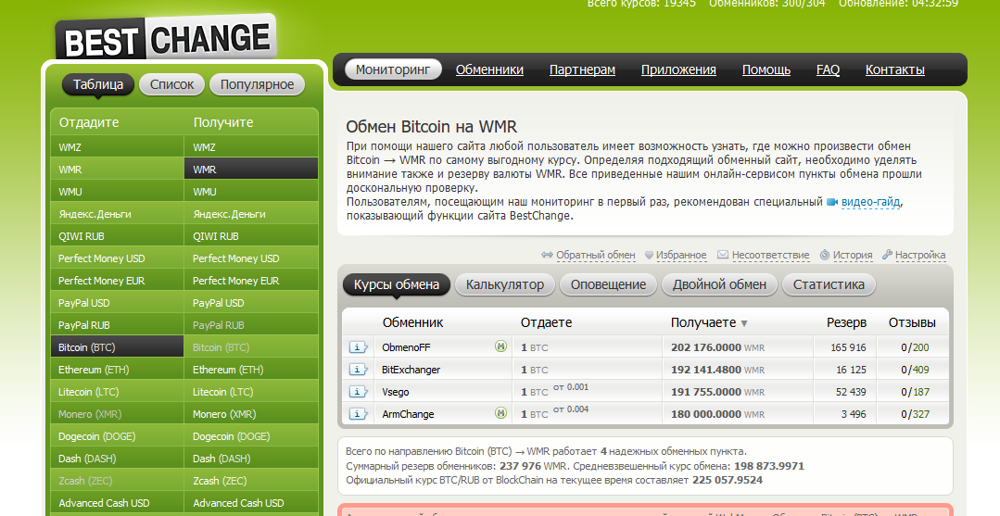 Всего курсов: 19345 Обменников: 300/304 Обновление: 04:32:59
BEST CHANGE
Мониторинг Обменники Партнерам Приложения Помощь FAQ Контакты
Таблица Список Популярное
Отдадите Получите
WMZ WMZ
WMR WMR
WMU WMU
Яндекс.Деньги Яндекс.Деньги
QIWI RUB QIWI RUB
Perfect Money USD Perfect Money USD
Perfect Money EUR Perfect Money EUR
PayPal USD PayPal USD
PayPal RUB PayPal RUB
Bitcoin (BTC) Bitcoin (BTC)
Ethereum (ETH) Ethereum (ETH)
Litecoin (LTC) Litecoin (LTC)
Monero (XMR) Monero (XMR)
Dogecoin (DOGE) Dogecoin (DOGE)
Dash (DASH) Dash (DASH)
Zcash (ZEC) Zcash (ZEC)
Advanced Cash USD Advanced Cash USD
Обмен Bitcoin на WMR
При помощи нашего сайта любой пользователь имеет возможность узнать, где можно произвести обмен
Bitcoin → WMR по самому выгодному курсу. Определяя подходящий обменный сайт, необходимо уделять
внимание также и резерву валюты WMR. Все приведенные нашим онлайн-сервисом пункты обмена прошли
доскональную проверку.
Пользователям, посещающим наш мониторинг в первый раз, рекомендован специальный видео-гайд,
показывающий функции сайта BestChange.
Обратный обмен Избранное Несоответствие История Настройка
Курсы обмена Калькулятор Оповещение Двойной обмен Статистика
Обменник Отдаете Получаете ▼ Резерв Отзывы
i ObmenoFF M 1 BTC 202 176.0000 WMR 165 916 0/200
i BitExchanger 1 BTC 192 141.4800 WMR 16 125 0/409
i Vsego 1 BTC от 0.001 191 755.0000 WMR 52 439 0/187
i ArmChange M 1 BTC от 0.004 180 000.0000 WMR 3 496 0/327
Всего по направлению Bitcoin (BTC) → WMR работает 4 надежных обменных пункта.
Суммарный резерв обменников: 237 976 WMR. Средневзвешенный курс обмена: 198 873.9971
Официальный курс BTC/RUB от BlockChain на текущее время составляет 225 057.9524